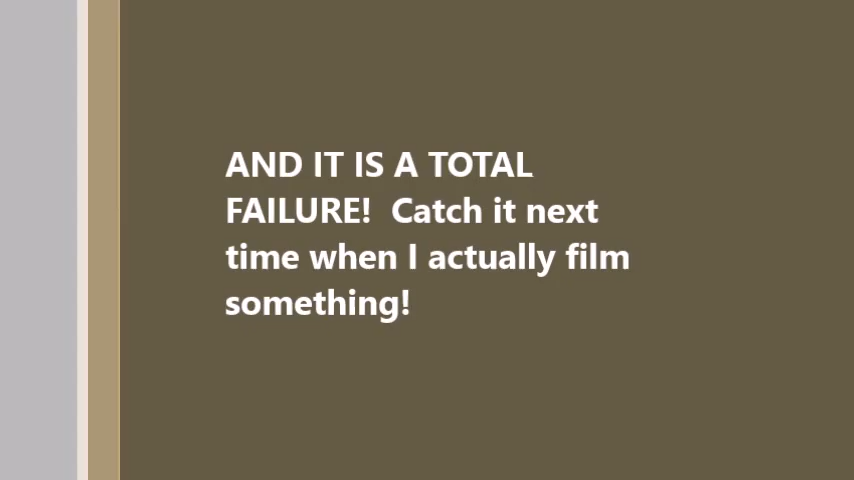 AND IT IS A TOTAL
FAILURE!  Catch it next
time when I actually film
something!